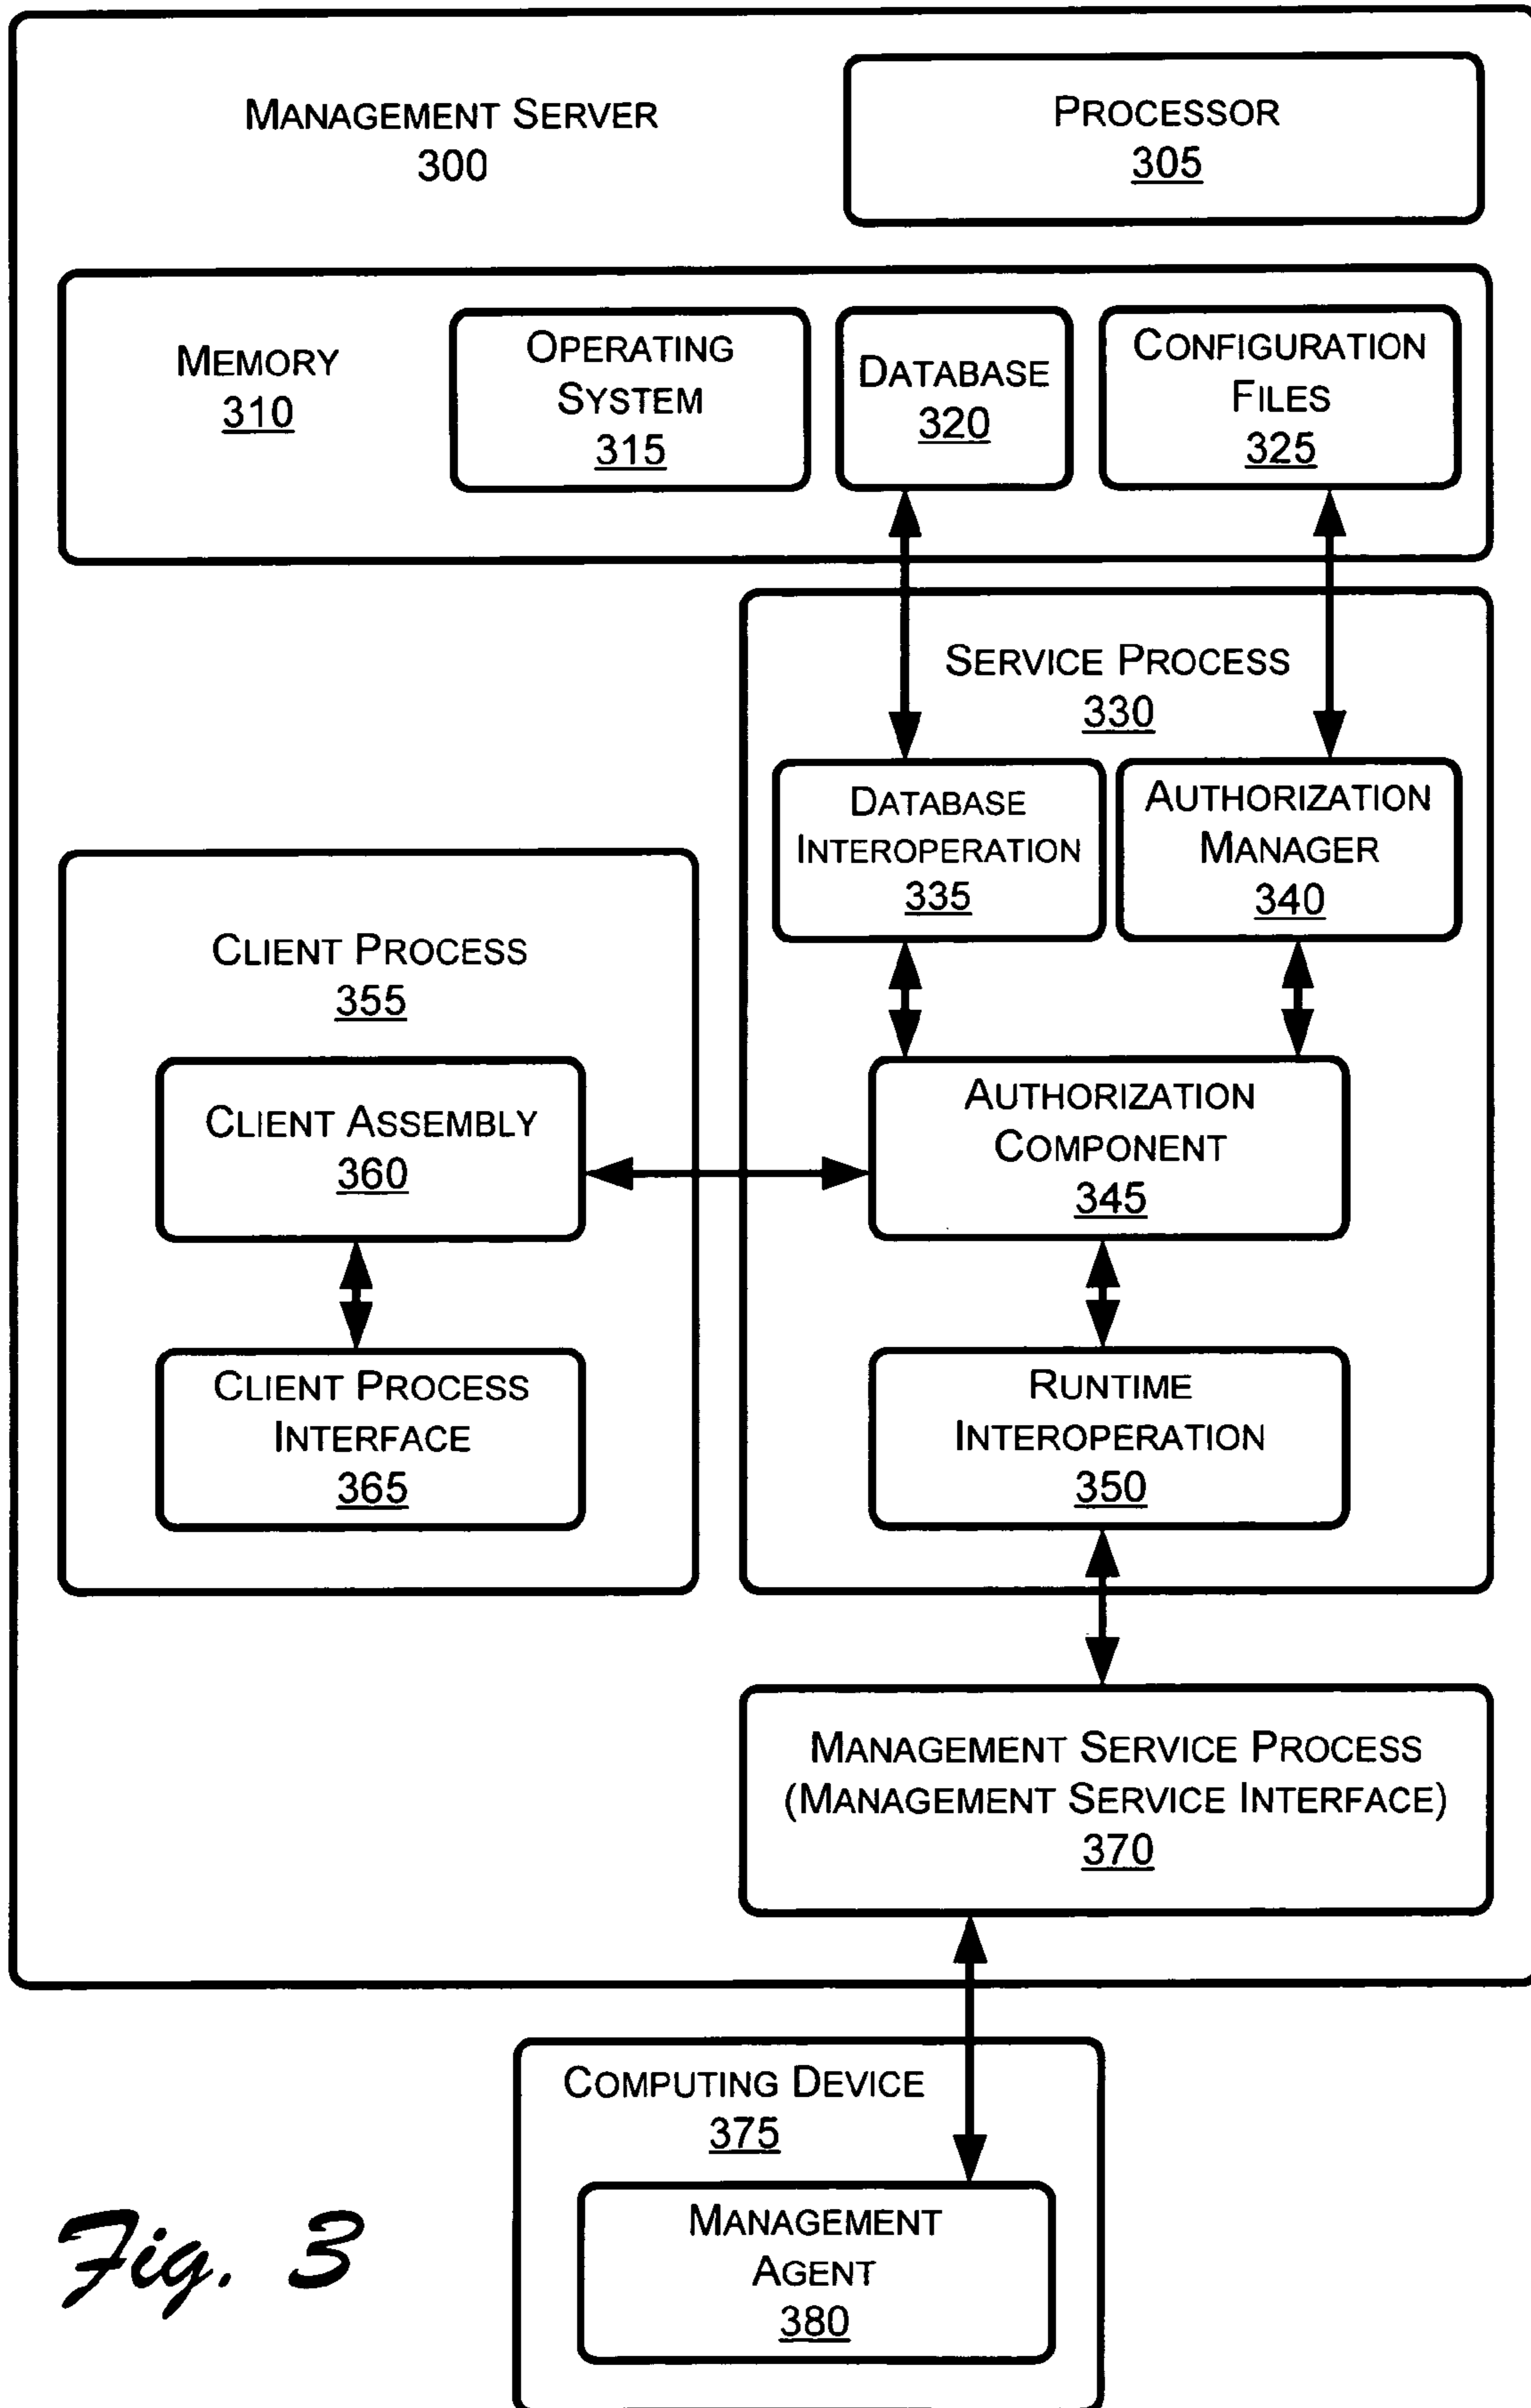 MANAGEMENT SERVER
300
PROCESSOR
305
MEMORY
310
OPERATING
SYSTEM
315
DATABASE
320
CONFIGURATION
FILES
325
SERVICE PROCESS
330
DATABASE
INTEROPERATION
335
AUTHORIZATION
MANAGER
340
CLIENT PROCESS
355
CLIENT ASSEMBLY
360
AUTHORIZATION
COMPONENT
345
CLIENT PROCESS
INTERFACE
365
RUNTIME
INTEROPERATION
350
MANAGEMENT SERVICE PROCESS
(MANAGEMENT SERVICE INTERFACE)
370
COMPUTING DEVICE
375
MANAGEMENT
AGENT
380
Fig. 3